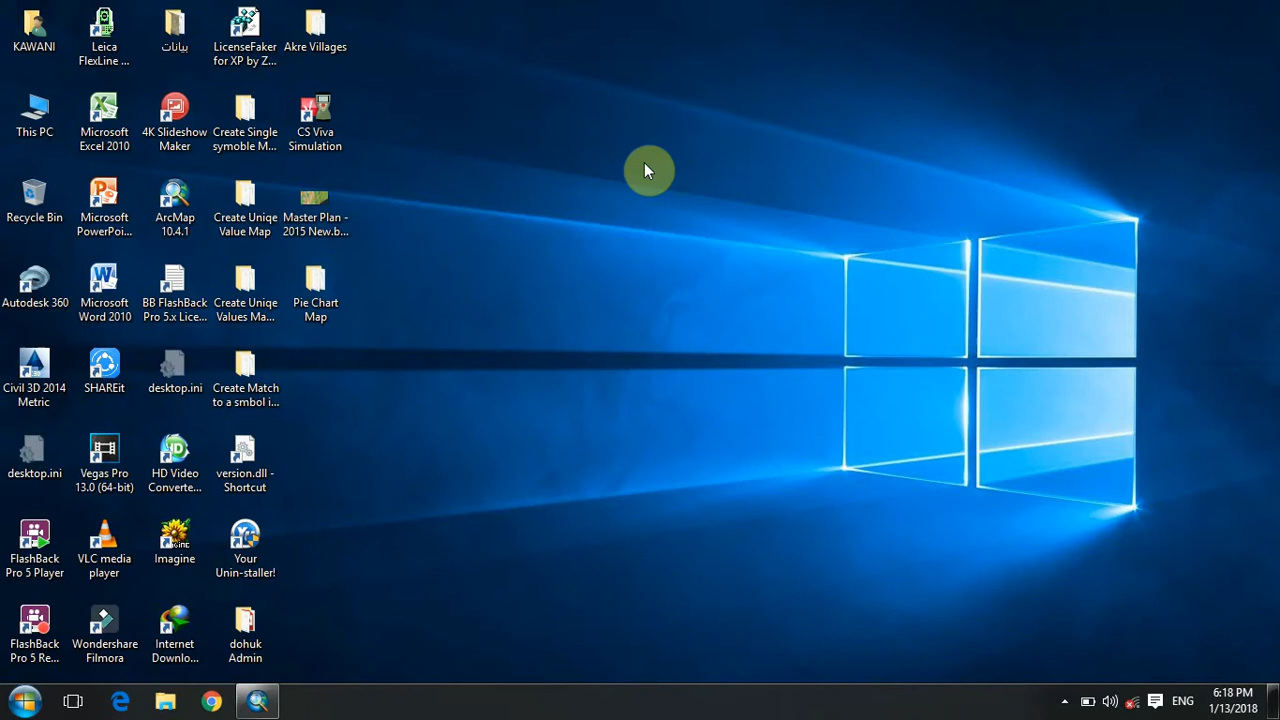 KAWANI
Leica
FlexLine ...
بيانات
LicenseFaker
for XP by Z...
Akre Villages
This PC
Microsoft
Excel 2010
4K Slideshow
Maker
Create Single
symoble M...
CS Viva
Simulation
Recycle Bin
Microsoft
PowerPoi...
ArcMap
10.4.1
Create Uniqe
Value Map
Master Plan -
2015 New.b...
Autodesk 360
Microsoft
Word 2010
BB FlashBack
Pro 5.x Lice...
Create Uniqe
Values Ma...
Pie Chart
Map
Civil 3D 2014
Metric
SHAREit
desktop.ini
Create Match
to a smbol i...
desktop.ini
Vegas Pro
13.0 (64-bit)
HD Video
Converte...
version.dll -
Shortcut
FlashBack
Pro 5 Player
VLC media
player
Imagine
Your
Unin-staller!
FlashBack
Pro 5 Re...
Wondershare
Filmora
Internet
Downlo...
dohuk
Admin
ENG
6:18 PM
1/13/2018